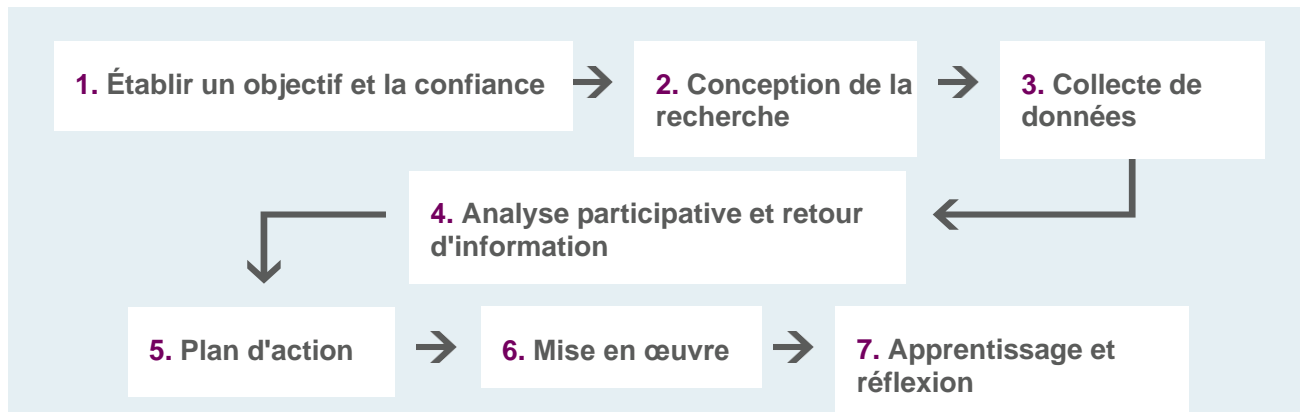 1. Établir un objectif et la confiance
2. Conception de la
recherche
3. Collecte de
données
4. Analyse participative et retour
d'information
5. Plan d'action
6. Mise en œuvre
7. Apprentissage et
réflexion